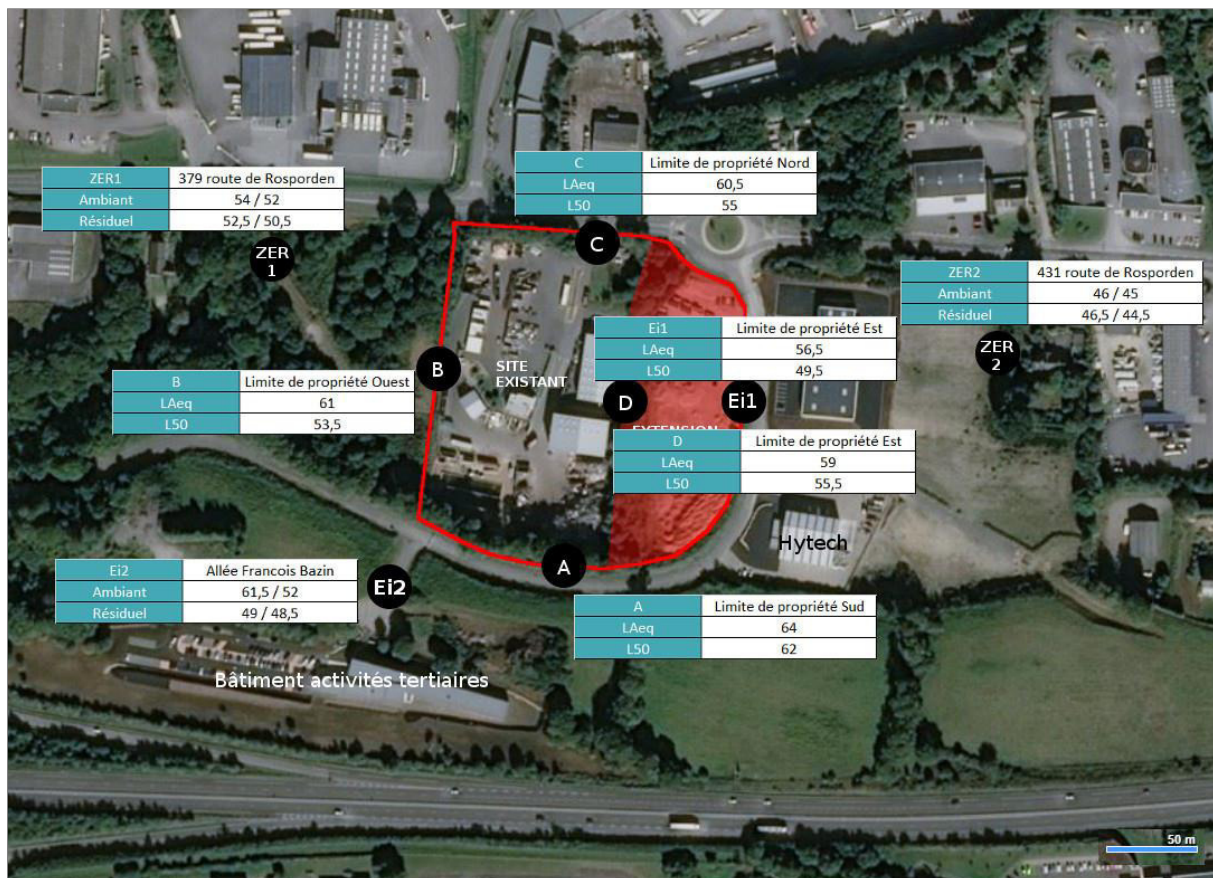 C Limite de propriété Nord
LAeq 60,5
L50 55
ZER1 379 route de Rosporden
Ambiant 54 / 52
Résiduel 52,5 / 50,5
C
ZER
1
ZER2 431 route de Rosporden
Ambiant 46 / 45
Résiduel 46,5 / 44,5
Ei1 Limite de propriété Est
LAeq 56,5
L50 49,5
ZER
2
B
SITE
EXISTANT
B Limite de propriété Ouest
LAeq 61
L50 53,5
D
Ei1
EXTENSION
D Limite de propriété Est
LAeq 59
L50 55,5
Hytech
A
Ei2 Allée Francois Bazin
Ambiant 61,5 / 52
Résiduel 49 / 48,5
Ei2
A Limite de propriété Sud
LAeq 64
L50 62
Bâtiment activités tertiaires
50 m